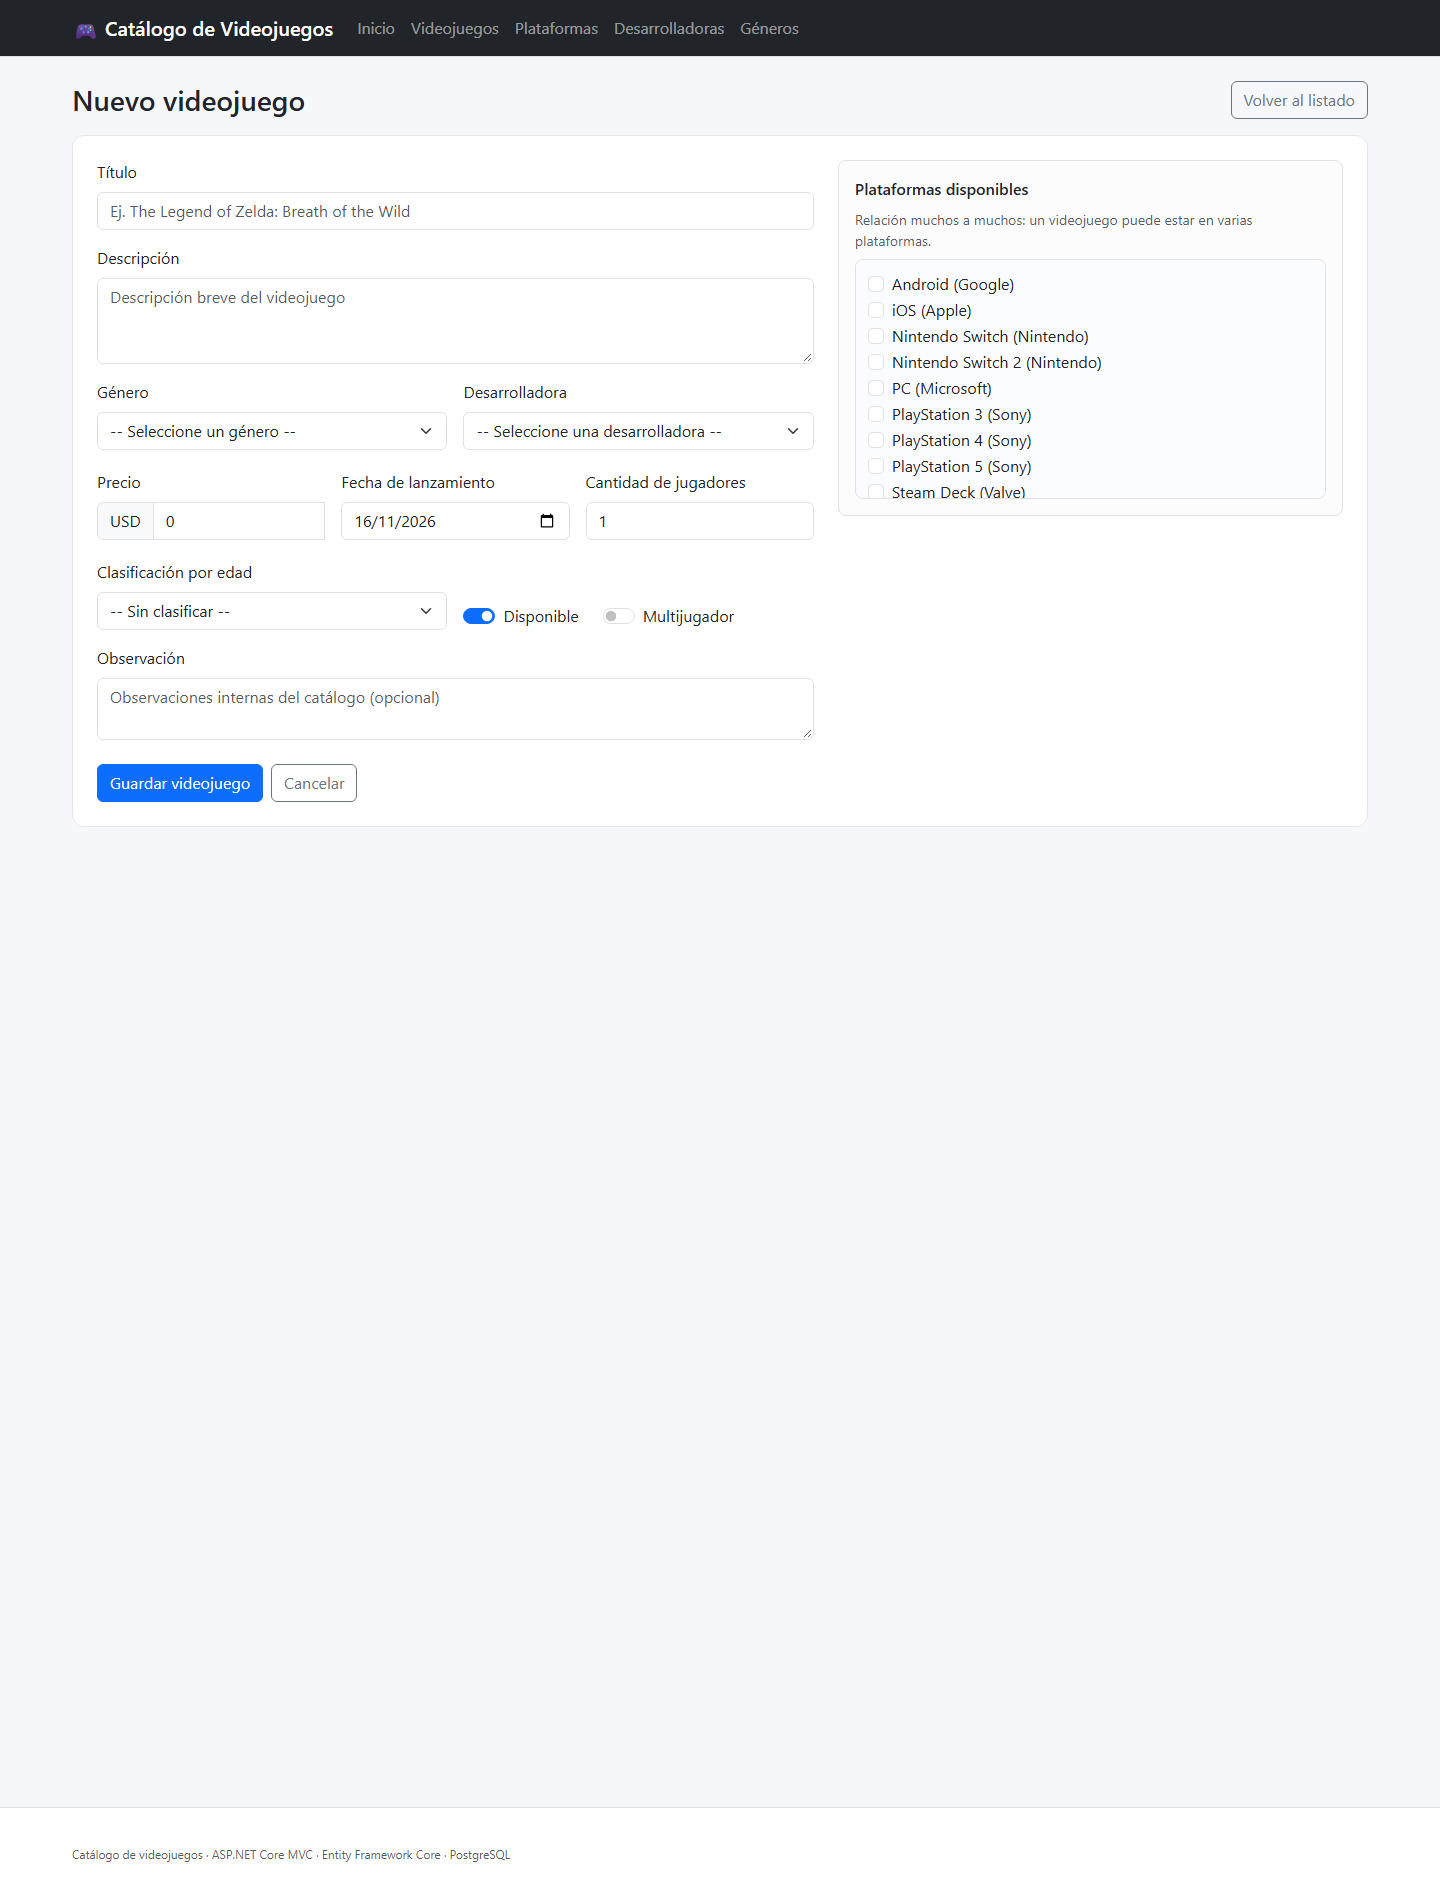 Catálogo de Videojuegos Inicio Videojuegos Plataformas Desarrolladoras Géneros
Nuevo videojuego
Volver al listado
Título
Ej. The Legend of Zelda: Breath of the Wild
Descripción
Descripción breve del videojuego
Género
-- Seleccione un género --
Desarrolladora
-- Seleccione una desarrolladora --
Precio
USD 0
Fecha de lanzamiento
16/11/2026
Cantidad de jugadores
1
Clasificación por edad
-- Sin clasificar --
Disponible
Multijugador
Observación
Observaciones internas del catálogo (opcional)
Guardar videojuego
Cancelar
Plataformas disponibles
Relación muchos a muchos: un videojuego puede estar en varias
plataformas.
Android (Google)
iOS (Apple)
Nintendo Switch (Nintendo)
Nintendo Switch 2 (Nintendo)
PC (Microsoft)
PlayStation 3 (Sony)
PlayStation 4 (Sony)
PlayStation 5 (Sony)
Steam Deck (Valve)
Catálogo de videojuegos · ASP.NET Core MVC · Entity Framework Core · PostgreSQL